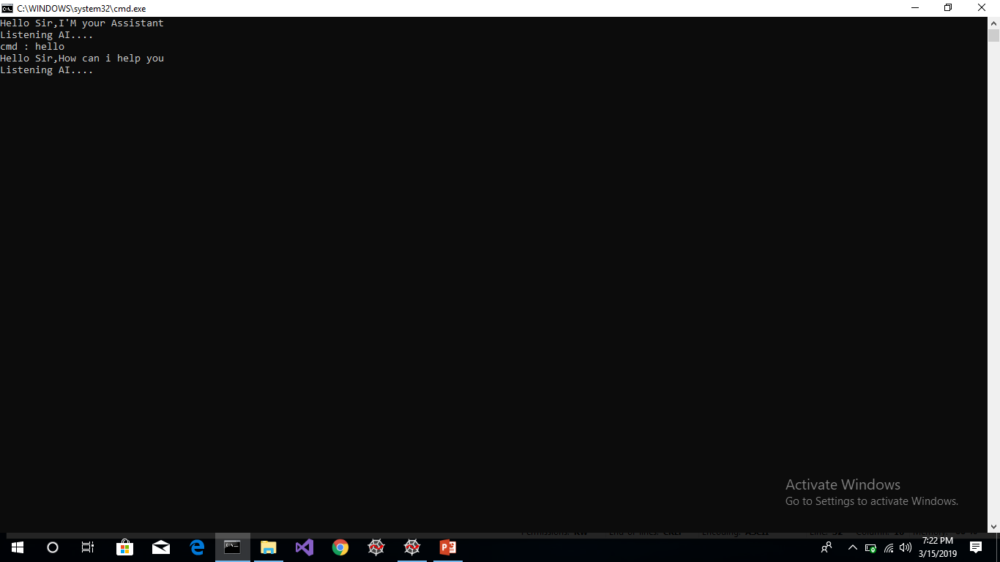 C:\WINDOWS\system32\cmd.exe
Hello Sir,I'M your Assistant
Listening AI....
cmd : hello
Hello Sir,How can i help you
Listening AI....
Activate Windows
Go to Settings to activate Windows.
7:22 PM
3/15/2019